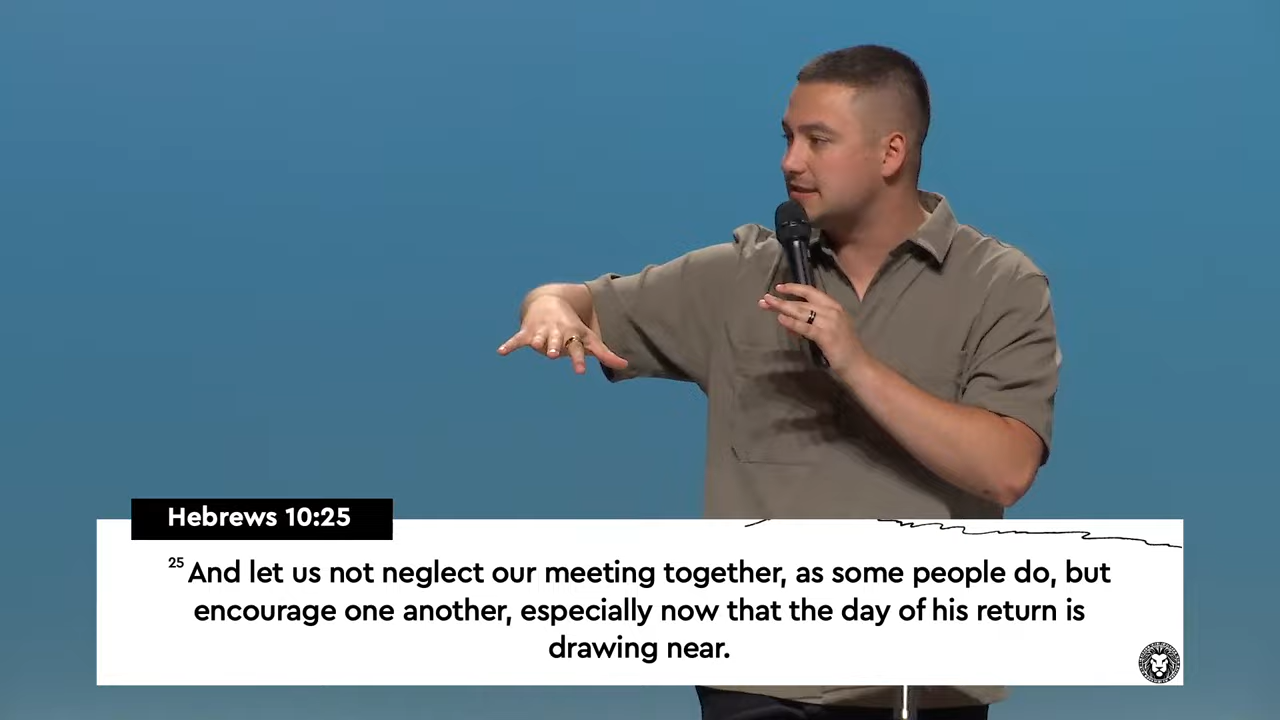 Hebrews 10:25
25 And let us not neglect our meeting together, as some people do, but
encourage one another, especially now that the day of his return is
drawing near.